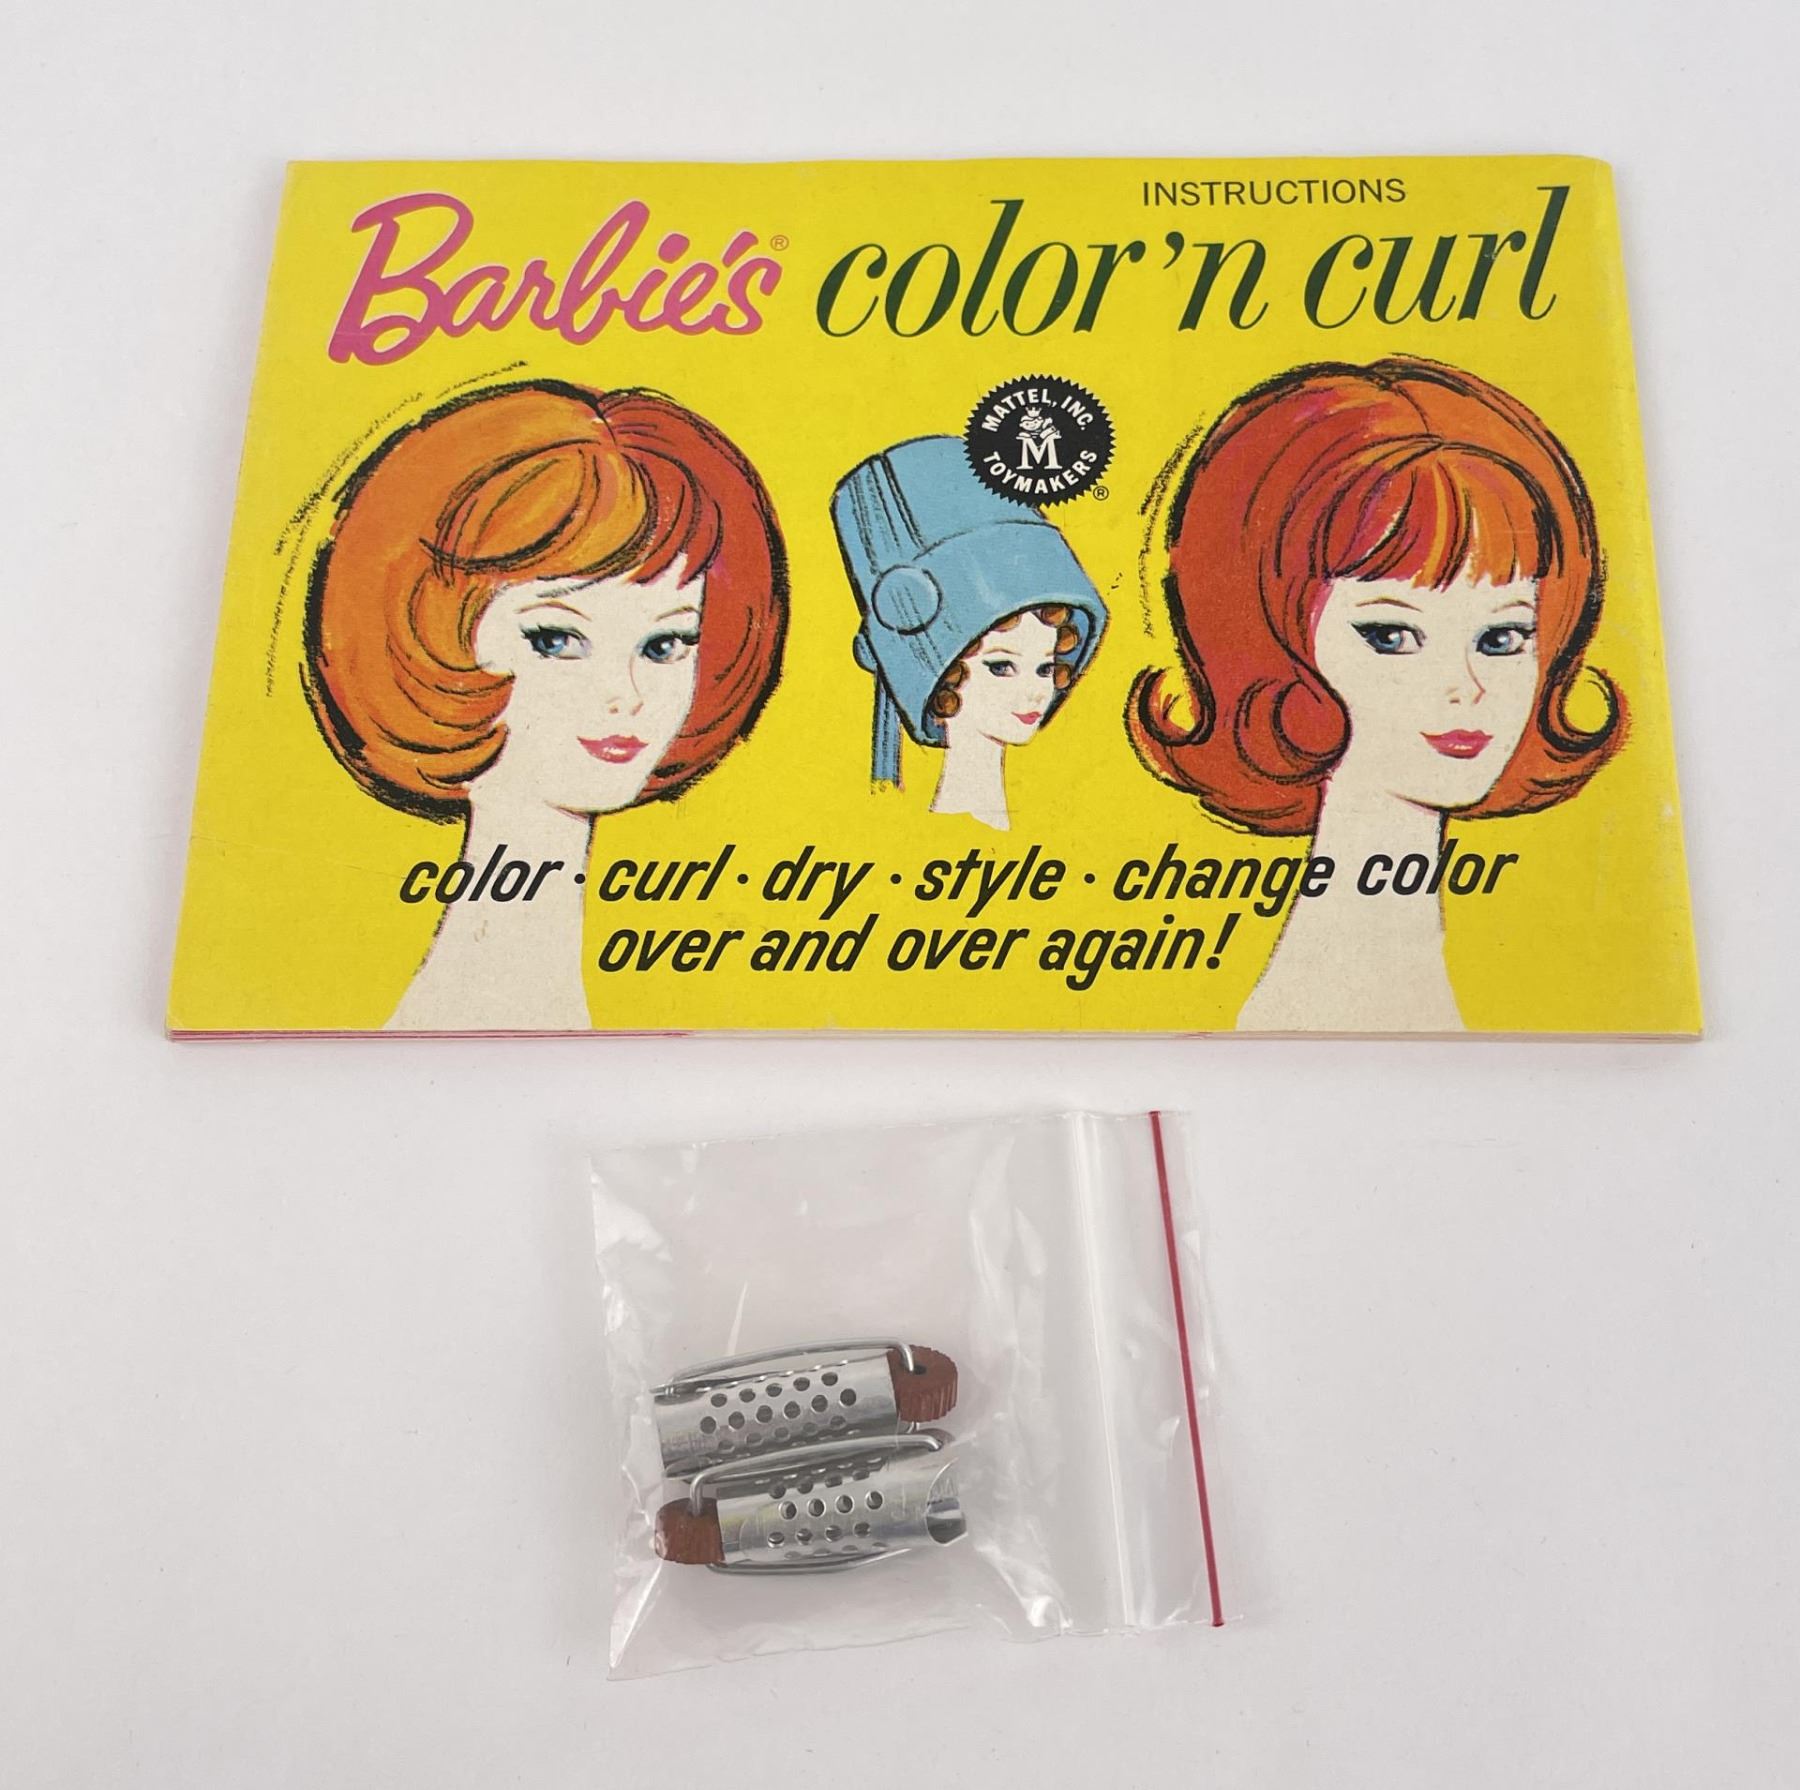 INSTRUCTIONS
Barbie's® color 'n curl
MATTEL, INC.
M
TOYMAKERS
®
color · curl · dry · style · change color
over and over again!